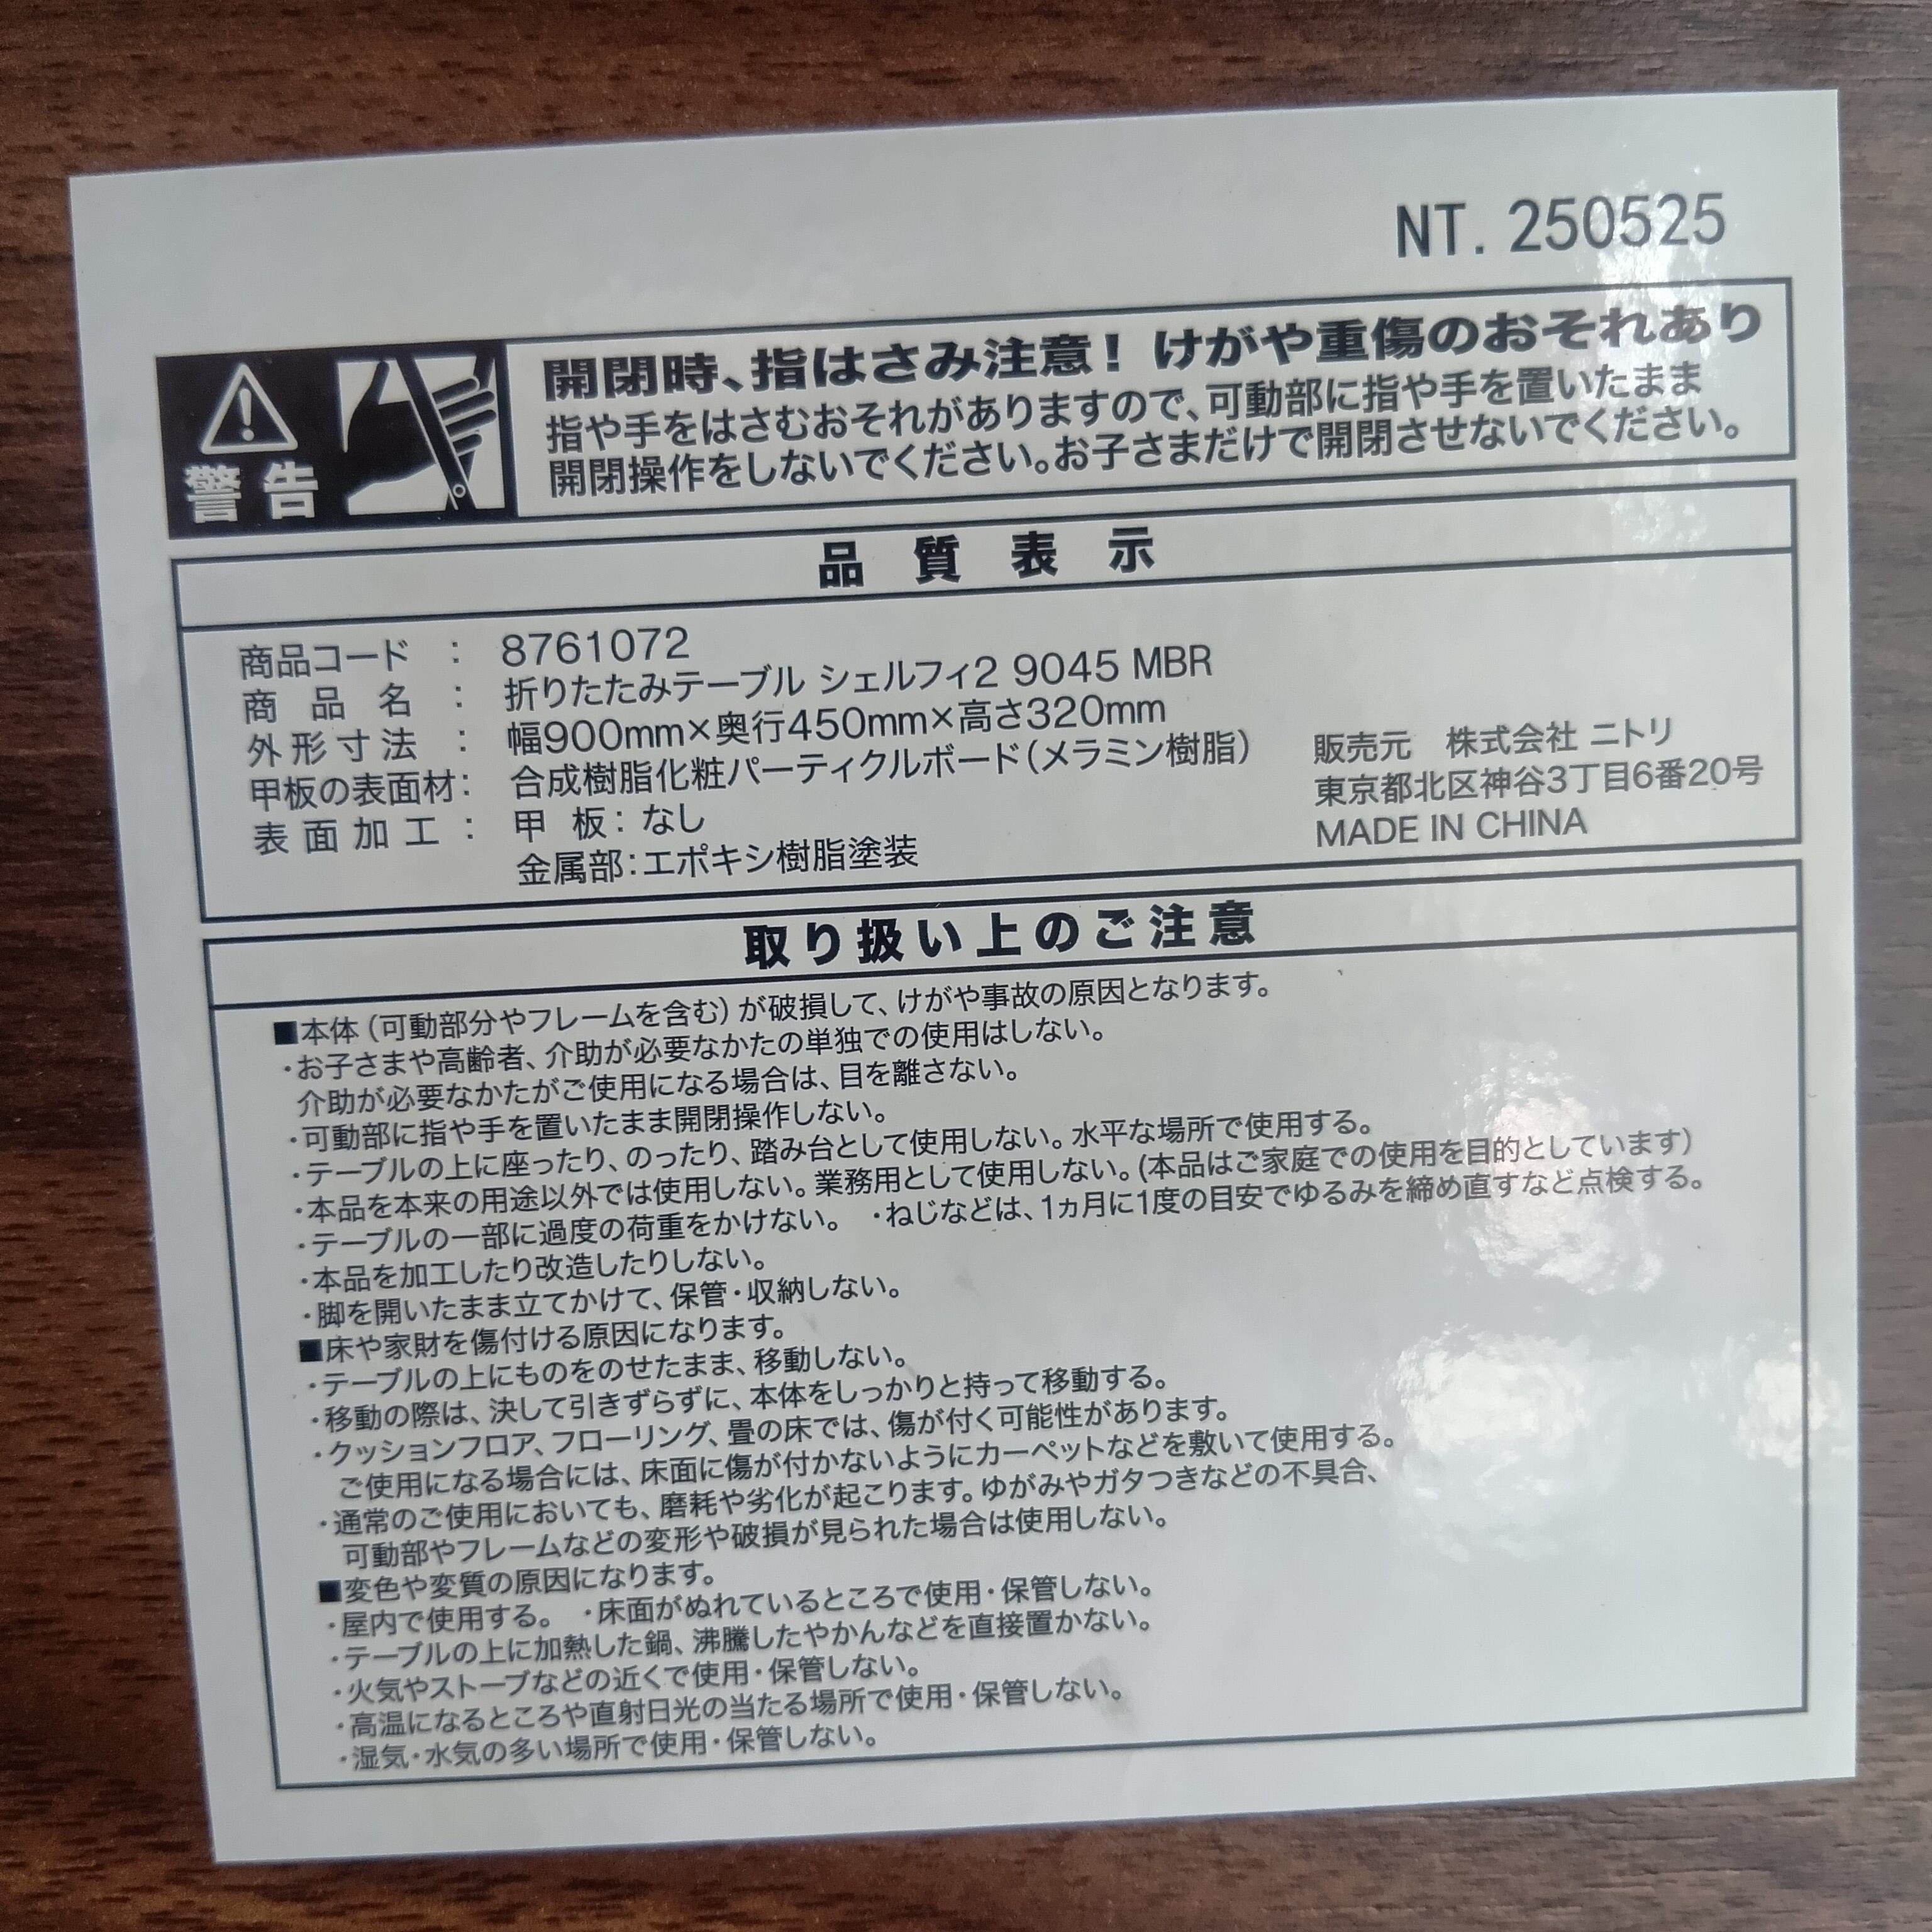 NT. 250525
警告
開閉時、指はさみ注意！ けがや重傷のおそれあり
指や手をはさむおそれがありますので、可動部に指や手を置いたまま
開閉操作をしないでください。お子さまだけで開閉させないでください。
品質表示
商品コード ： 8761072
商品名 ： 折りたたみテーブル シェルフィ2 9045 MBR
外形寸法 ： 幅900mm×奥行450mm×高さ320mm
甲板の表面材： 合成樹脂化粧パーティクルボード（メラミン樹脂）
表面加工 ： 甲 板：なし
金属部：エポキシ樹脂塗装
販売元 株式会社 ニトリ
東京都北区神谷3丁目6番20号
MADE IN CHINA
取り扱い上のご注意
■本体（可動部分やフレームを含む）が破損して、けがや事故の原因となります。
・お子さまや高齢者、介助が必要なかたの単独での使用はしない。
介助が必要なかたがご使用になる場合は、目を離さない。
・可動部に指や手を置いたまま開閉操作しない。
・テーブルの上に座ったり、のったり、踏み台として使用しない。水平な場所で使用する。
・本品を本来の用途以外では使用しない。業務用として使用しない。(本品はご家庭での使用を目的としています）
・テーブルの一部に過度の荷重をかけない。 ・ねじなどは、1ヵ月に1度の目安でゆるみを締め直すなど点検する。
・本品を加工したり改造したりしない。
・脚を開いたまま立てかけて、保管・収納しない。
■床や家財を傷付ける原因になります。
・テーブルの上にものをのせたまま、移動しない。
・移動の際は、決して引きずらずに、本体をしっかりと持って移動する。
・クッションフロア、フローリング、畳の床では、傷が付く可能性があります。
ご使用になる場合には、床面に傷が付かないようにカーペットなどを敷いて使用する。
・通常のご使用においても、磨耗や劣化が起こります。ゆがみやガタつきなどの不具合、
可動部やフレームなどの変形や破損が見られた場合は使用しない。
■変色や変質の原因になります。
・屋内で使用する。 ・床面がぬれているところで使用・保管しない。
・テーブルの上に加熱した鍋、沸騰したやかんなどを直接置かない。
・火気やストーブなどの近くで使用・保管しない。
・高温になるところや直射日光の当たる場所で使用・保管しない。
・湿気・水気の多い場所で使用・保管しない。